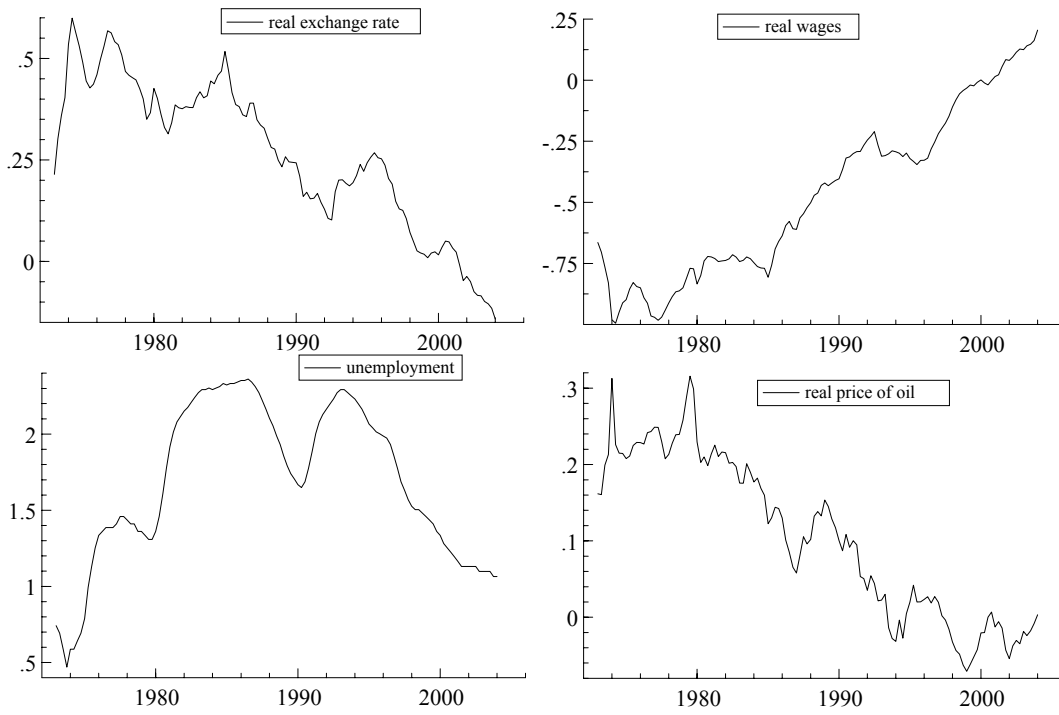 real exchange rate
.5
.25
0
1980 1990 2000
real wages
.25
0
-.25
-.5
-.75
1980 1990 2000
unemployment
2
1.5
1
.5
1980 1990 2000
real price of oil
.3
.2
.1
0
1980 1990 2000